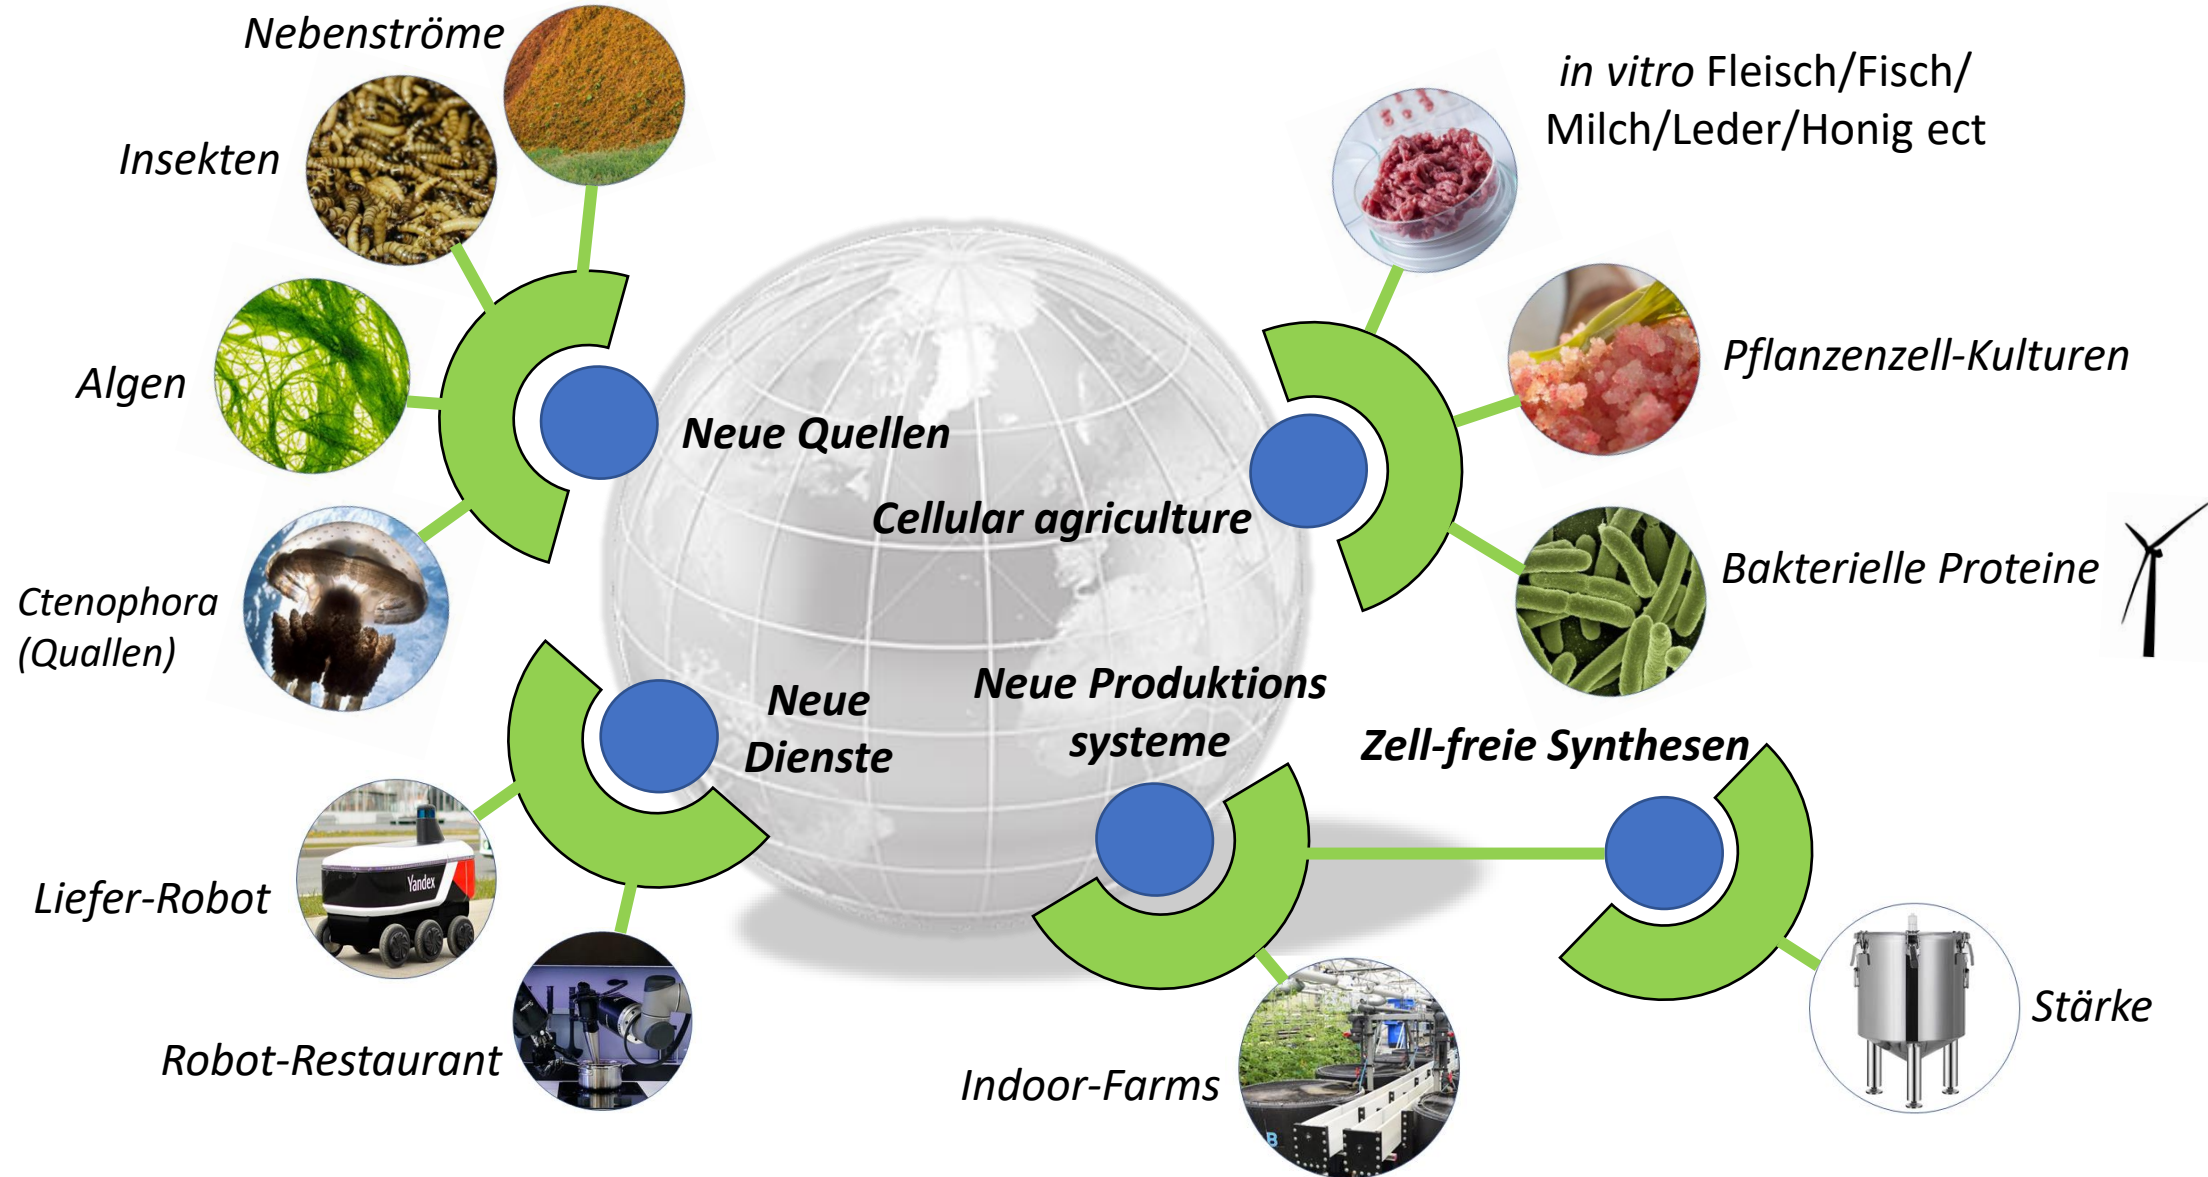 Nebenströme
Insekten
Algen
Ctenophora
(Quallen)
Neue Quellen
in vitro Fleisch/Fisch/
Milch/Leder/Honig ect
Pflanzenzell-Kulturen
Bakterielle Proteine
Cellular agriculture
Neue
Dienste
Liefer-Robot
Yandex
Robot-Restaurant
Neue Produktions
systeme
Indoor-Farms
B
Zell-freie Synthesen
Stärke